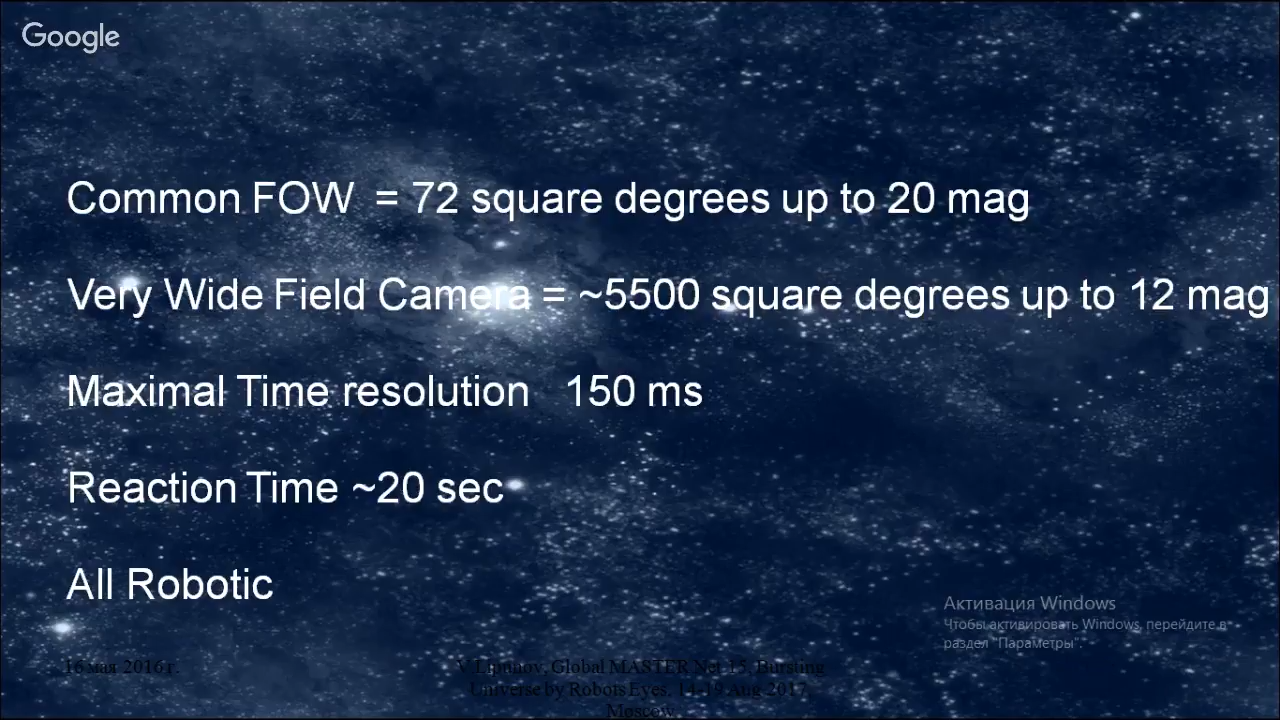 Google
Common FOW = 72 square degrees up to 20 mag
Very Wide Field Camera = ~5500 square degrees up to 12 mag
Maximal Time resolution 150 ms
Reaction Time ~20 sec
All Robotic
Активация Windows
Чтобы активировать Windows, перейдите в
раздел "Параметры".
16 мая 2016 г.
V.Lipunov, Global MASTER Net 15, Bursting
Universe by Robots Eyes, 14-19 Aug 2017,
Moscow